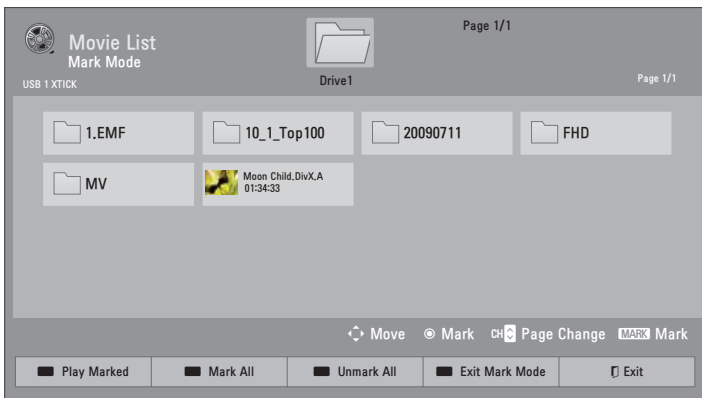 Movie List
Mark Mode
Page 1/1
USB 1 XTICK
Drive1
Page 1/1
1.EMF
10_1_Top100
20090711
FHD
MV
Moon Child.DivX.A
01:34:33
Move
Mark
CH
Page Change
MARK
Mark
Play Marked
Mark All
Unmark All
Exit Mark Mode
Exit